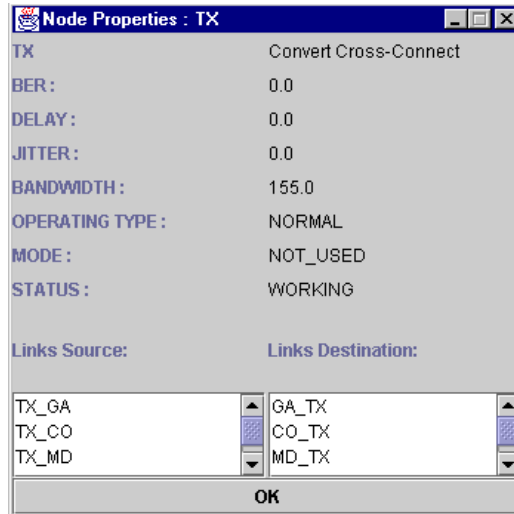 Node Properties : TX
TX Convert Cross-Connect
BER : 0.0
DELAY : 0.0
JITTER : 0.0
BANDWIDTH : 155.0
OPERATING TYPE : NORMAL
MODE : NOT_USED
STATUS : WORKING
Links Source: Links Destination:
TX_GA GA_TX
TX_CO CO_TX
TX_MD MD_TX
OK